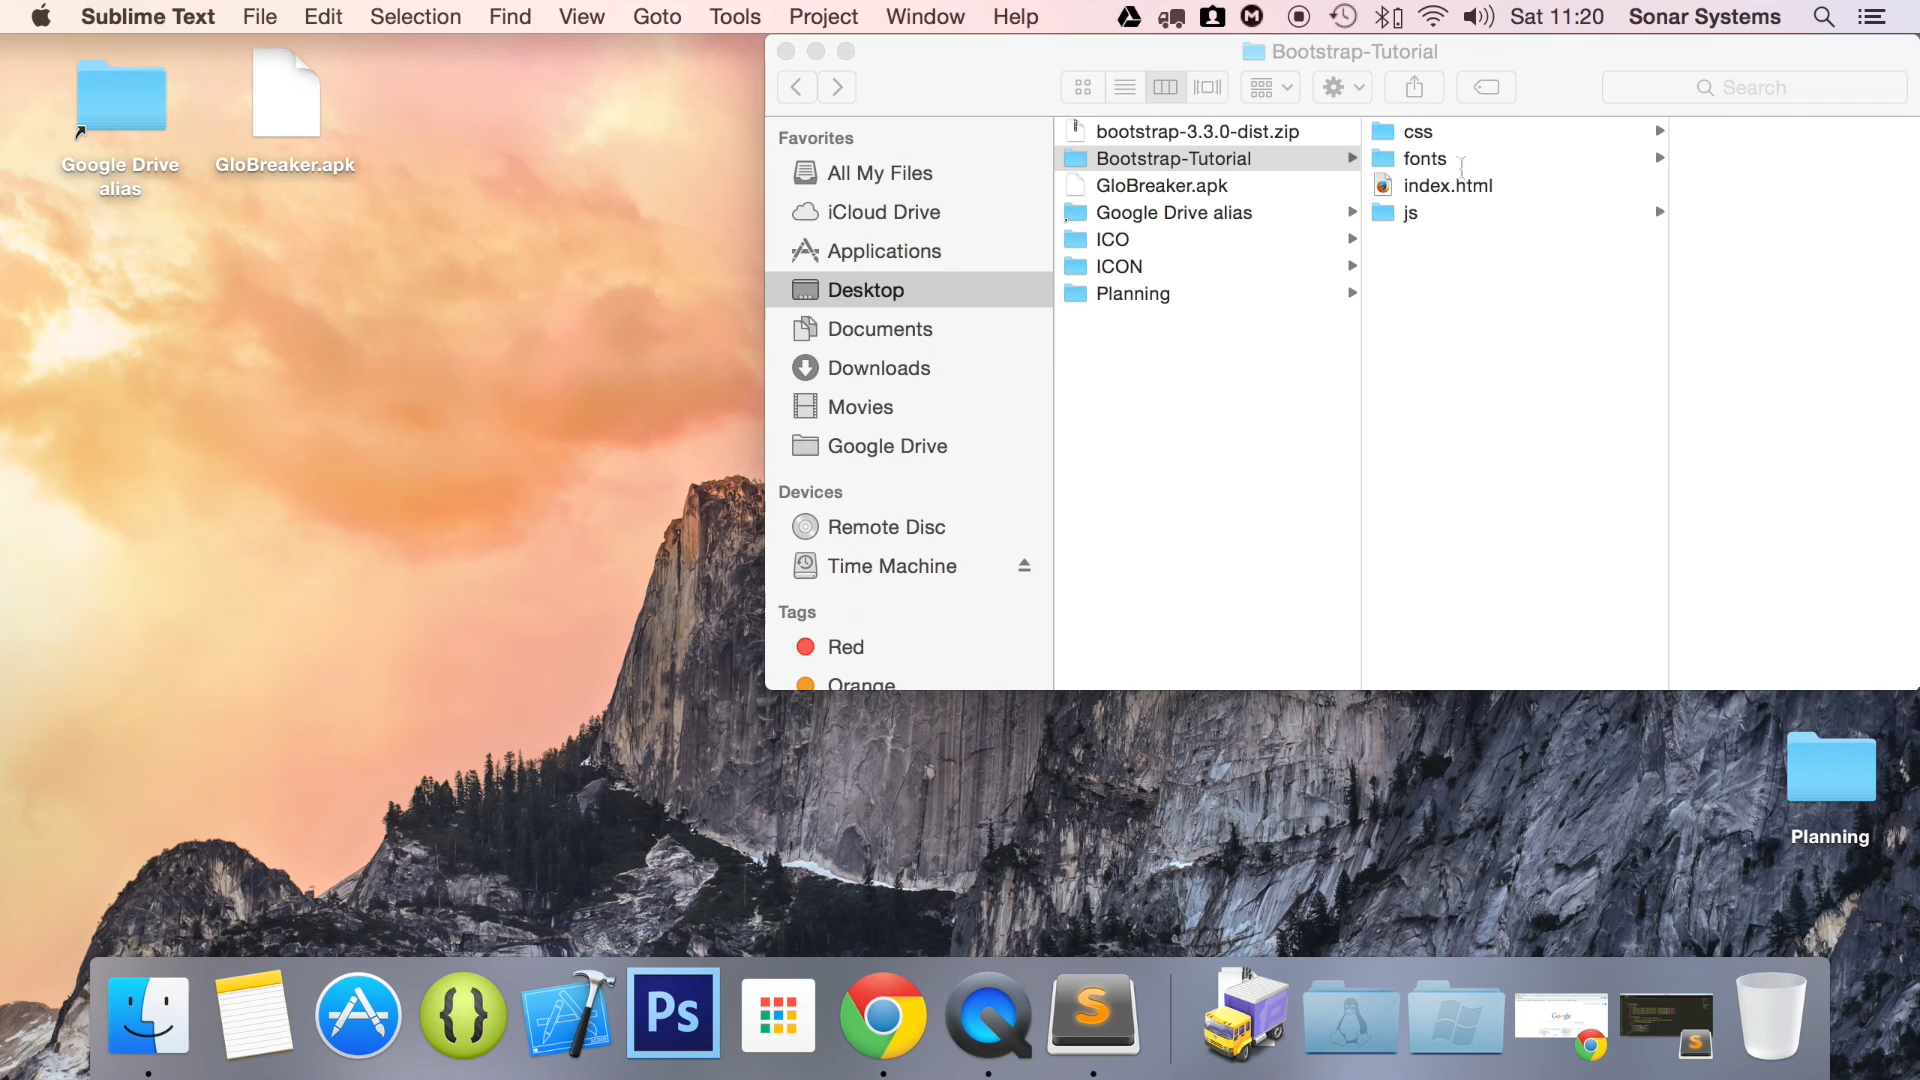 Sublime Text File Edit Selection Find View Goto Tools Project Window Help Sat 11:20 Sonar Systems
Bootstrap-Tutorial
Search
Google Drive alias
GloBreaker.apk
Favorites
All My Files
iCloud Drive
Applications
Desktop
Documents
Downloads
Movies
Google Drive
Devices
Remote Disc
Time Machine
Tags
Red
Orange
bootstrap-3.3.0-dist.zip
Bootstrap-Tutorial
GloBreaker.apk
Google Drive alias
ICO
ICON
Planning
css
fonts
index.html
js
Planning
Ps
Google